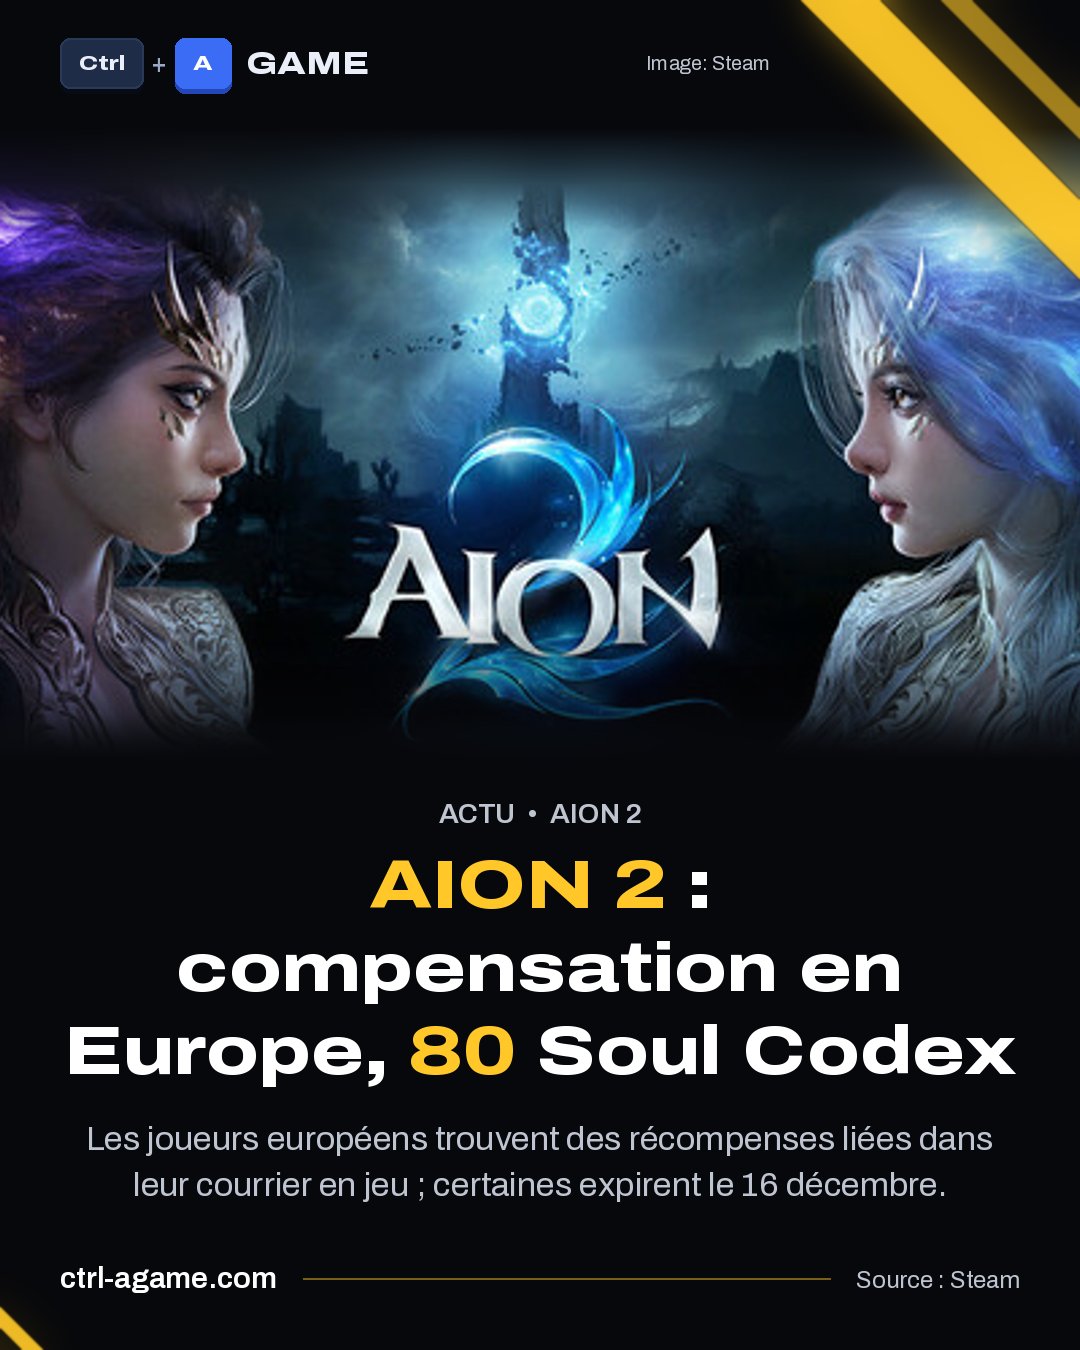 Ctrl + A GAME
Image: Steam
AION 2
ACTU • AION 2
AION 2 :
compensation en
Europe, 80 Soul Codex
Les joueurs européens trouvent des récompenses liées dans
leur courrier en jeu ; certaines expirent le 16 décembre.
ctrl-agame.com
Source : Steam